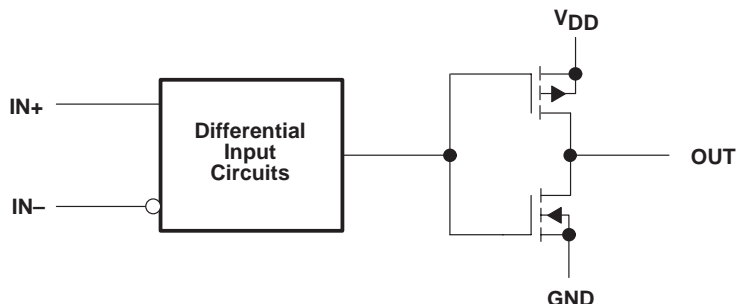 VDD
IN+
Differential
Input
Circuits
OUT
IN–
GND